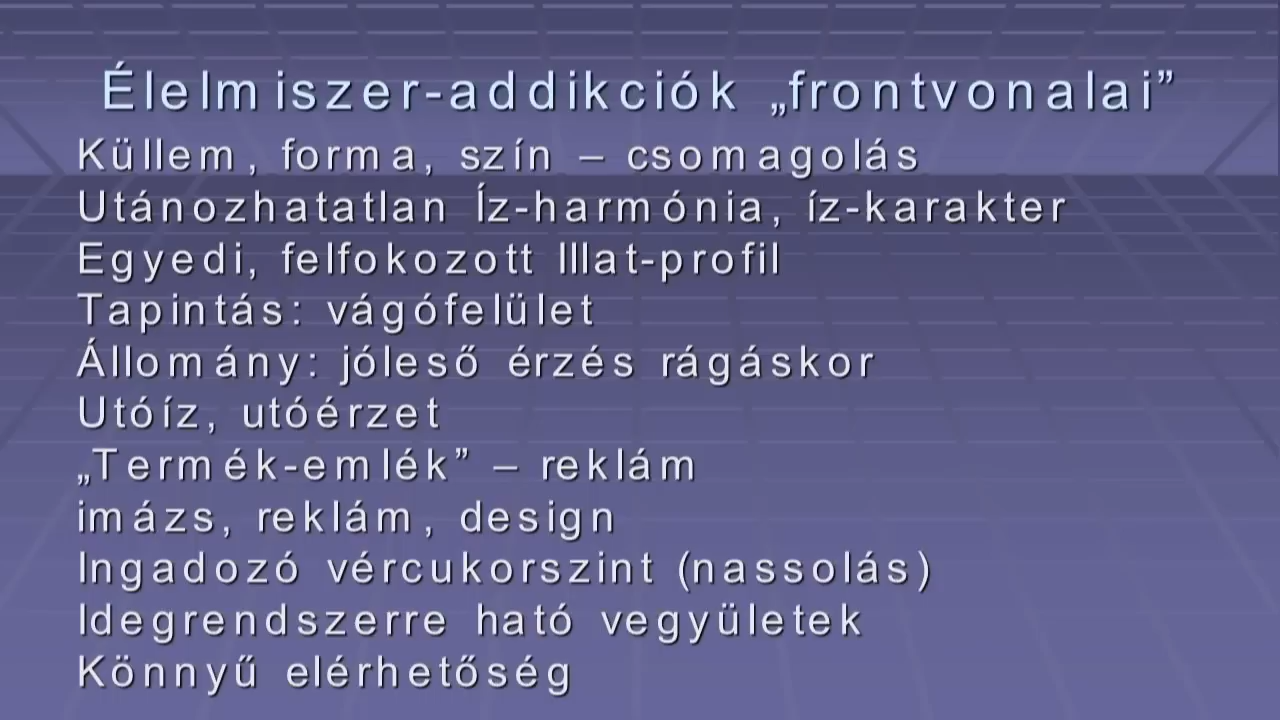 Élelmiszer-addikciók „frontvonalai”
Küllem, forma, szín – csomagolás
Utánozhatatlan Íz-harmónia, íz-karakter
Egyedi, felfokozott Illat-profil
Tapintás: vágófelület
Állomány: jóleső érzés rágáskor
Utóíz, utóérzet
„Termék-emlék” – reklám
imázs, reklám, design
Ingadozó vércukorszint (nassolás)
Idegrendszerre ható vegyületek
Könnyű elérhetőség